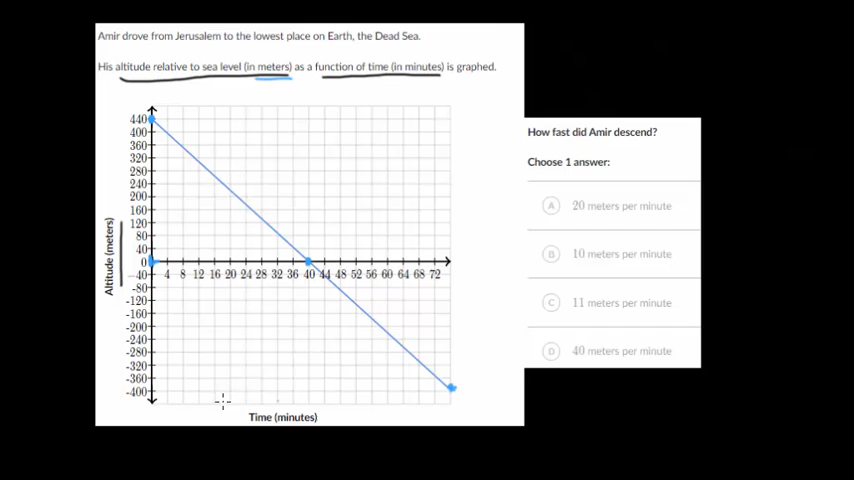 Amir drove from Jerusalem to the lowest place on Earth, the Dead Sea.
His altitude relative to sea level (in meters) as a function of time (in minutes) is graphed.
440
400
360
320
280
240
200
160
120
80
40
0
-40
-80
-120
-160
-200
-240
-280
-320
-360
-400
4 8 12 16 20 24 28 32 36 40 44 48 52 56 60 64 68 72
Altitude (meters)
Time (minutes)
How fast did Amir descend?
Choose 1 answer:
A 20 meters per minute
B 10 meters per minute
C 11 meters per minute
D 40 meters per minute